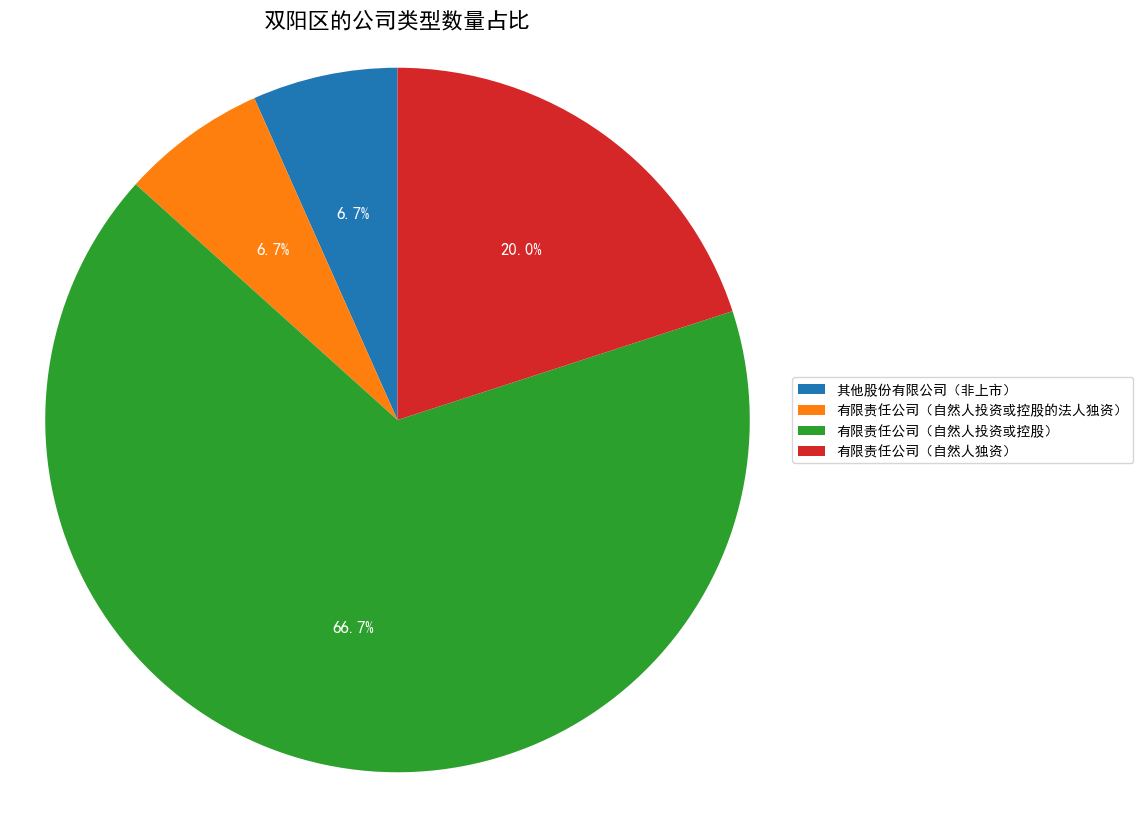 双阳区的公司类型数量占比
6.7%
6.7%
20.0%
66.7%
其他股份有限公司（非上市）
有限责任公司（自然人投资或控股的法人独资）
有限责任公司（自然人投资或控股）
有限责任公司（自然人独资）